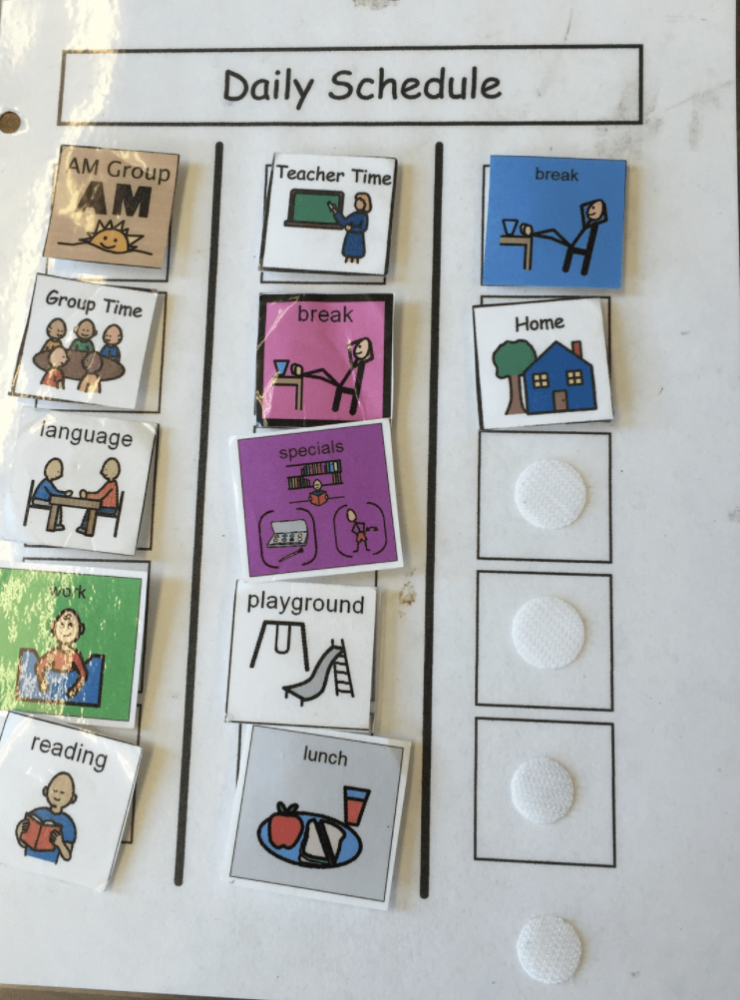 Daily Schedule
AM Group
AM
Group Time
language
work
reading
Teacher Time
break
specials
playground
lunch
break
Home